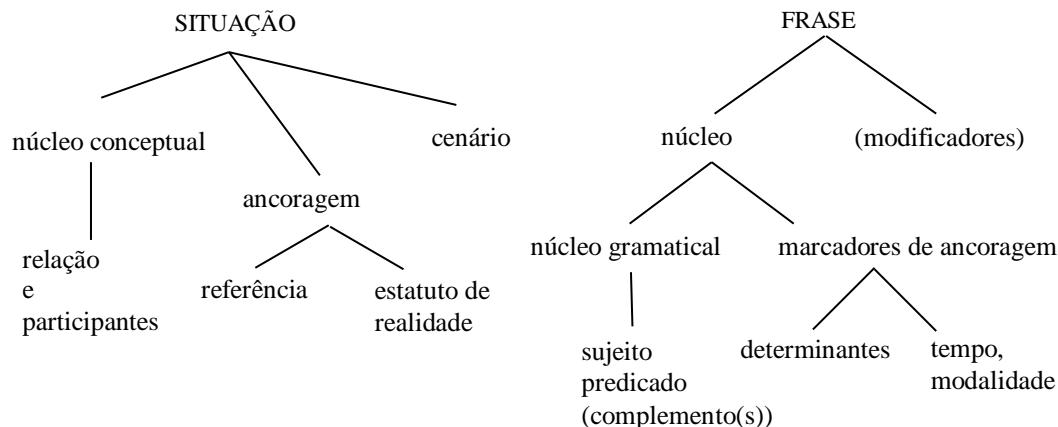 SITUAÇÃO
núcleo conceptual
cenário
ancoragem
relação
e
participantes
referência
estatuto de
realidade
FRASE
núcleo
(modificadores)
núcleo gramatical
marcadores de ancoragem
sujeito
predicado
(complemento(s))
determinantes
tempo,
modalidade